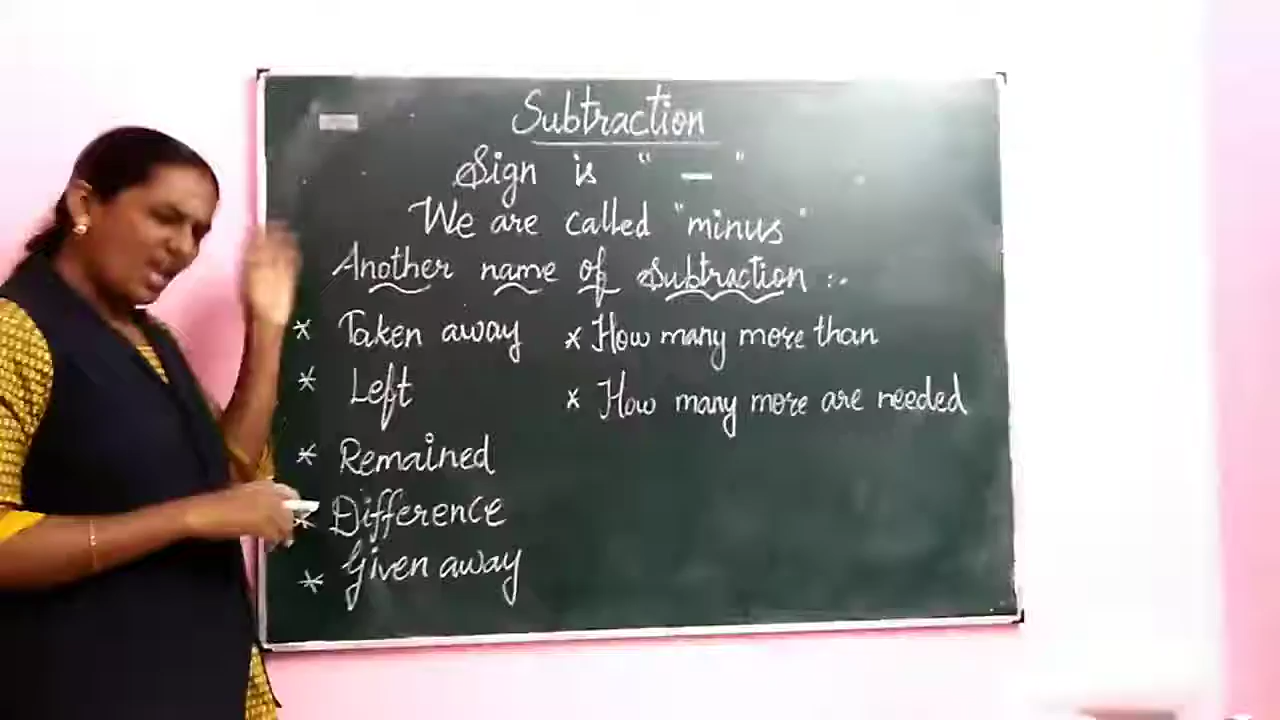 Subtraction
Sign is " — "
We are called "minus"
Another name of Subtraction :-
* Taken away
* Left
* Remained
* Difference
* Given away
* How many more than
* How many more are needed